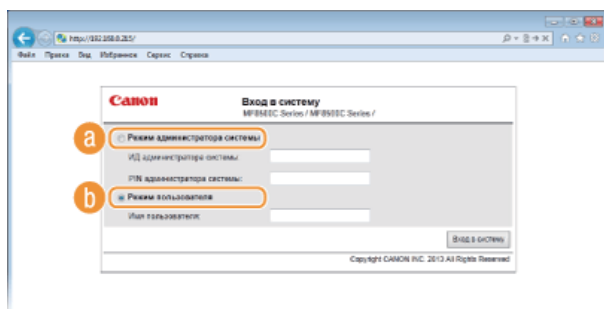 http://192.168.0.215/
Файл Правка Вид Избранное Сервис Справка
Canon
Вход в систему
MF8500C Series / MF8500C Series /
a
Режим администратора системы
ИД администратора системы:
PIN администратора системы:
b
Режим пользователя
Имя пользователя:
Вход в систему
Copyright CANON INC. 2013 All Rights Reserved